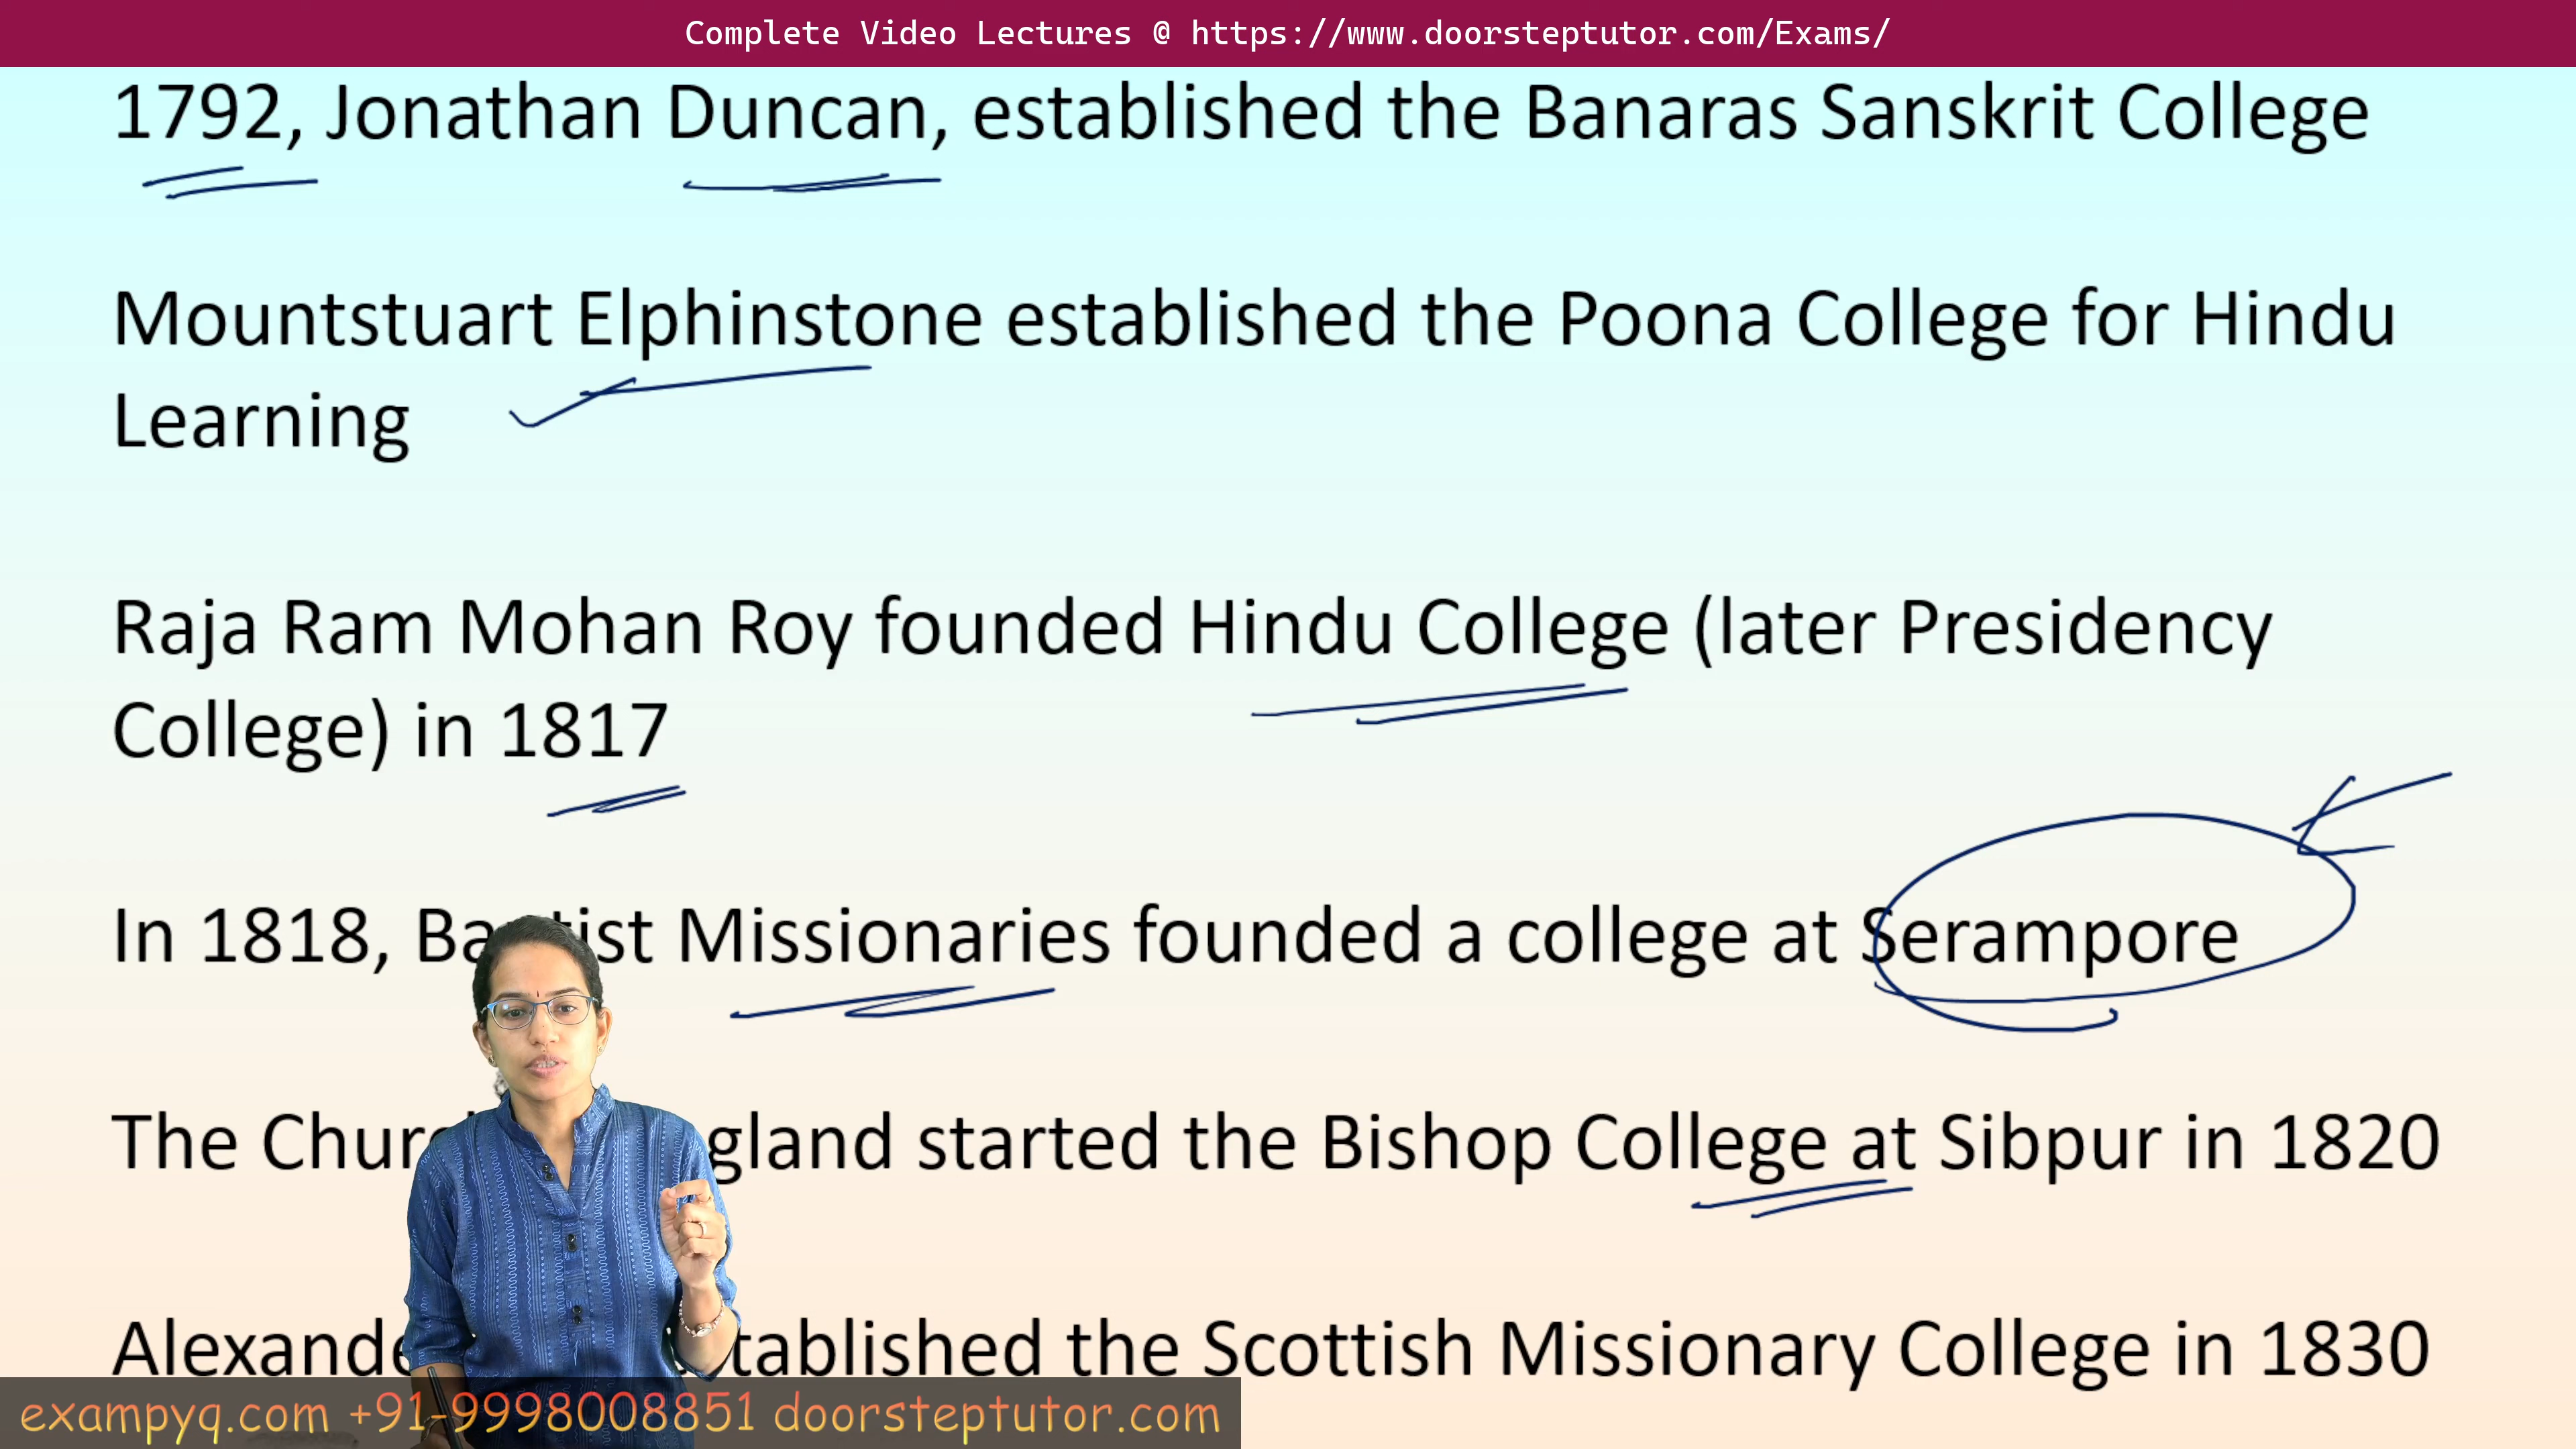 Complete Video Lectures @ https://www.doorsteptutor.com/Exams/
1792, Jonathan Duncan, established the Banaras Sanskrit College
Mountstuart Elphinstone established the Poona College for Hindu
Learning
Raja Ram Mohan Roy founded Hindu College (later Presidency
College) in 1817
In 1818, Missionaries founded a college at Serampore
The started the Bishop College at Sibpur in 1820
the Scottish Missionary College in 1830
exampyq.com +91-9998008851 doorsteptutor.com